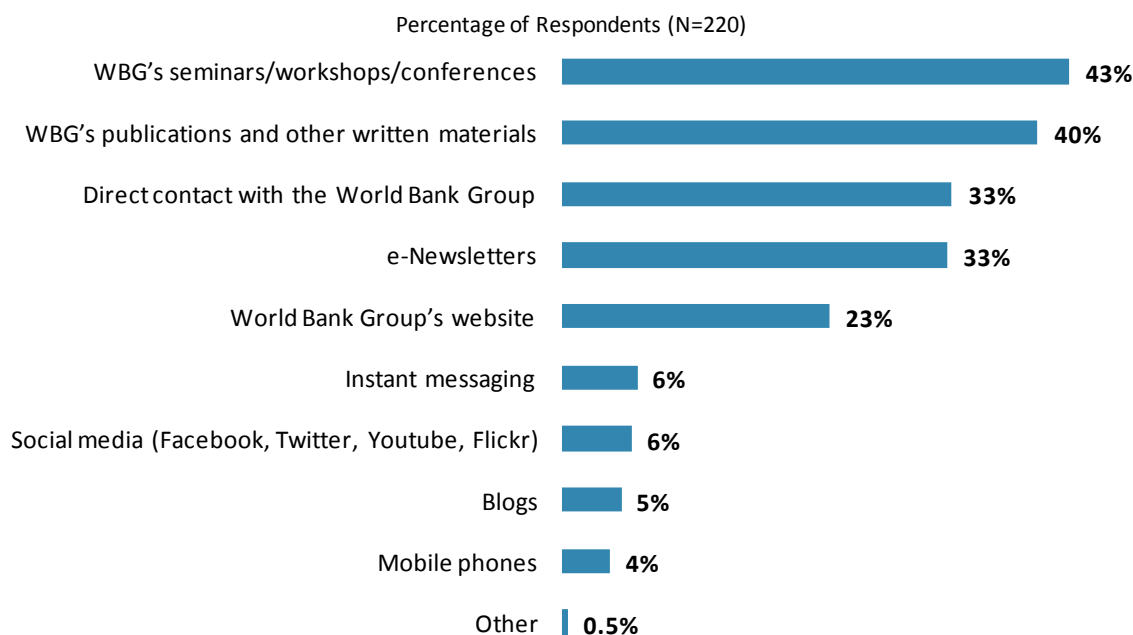 Percentage of Respondents (N=220)
WBG’s seminars/workshops/conferences 43%
WBG’s publications and other written materials 40%
Direct contact with the World Bank Group 33%
e-Newsletters 33%
World Bank Group’s website 23%
Instant messaging 6%
Social media (Facebook, Twitter, Youtube, Flickr) 6%
Blogs 5%
Mobile phones 4%
Other 0.5%